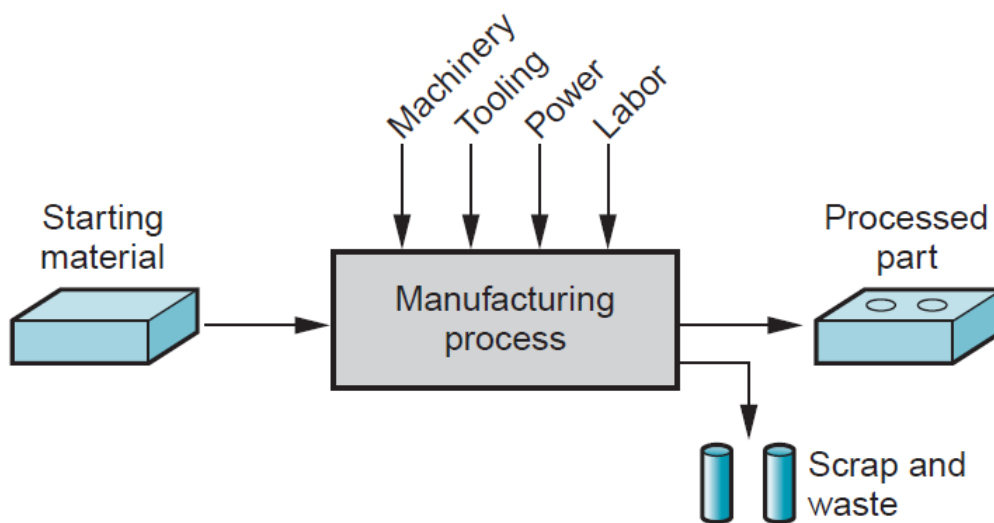 Machinery
Tooling
Power
Labor
Starting
material
Manufacturing
process
Processed
part
Scrap and
waste